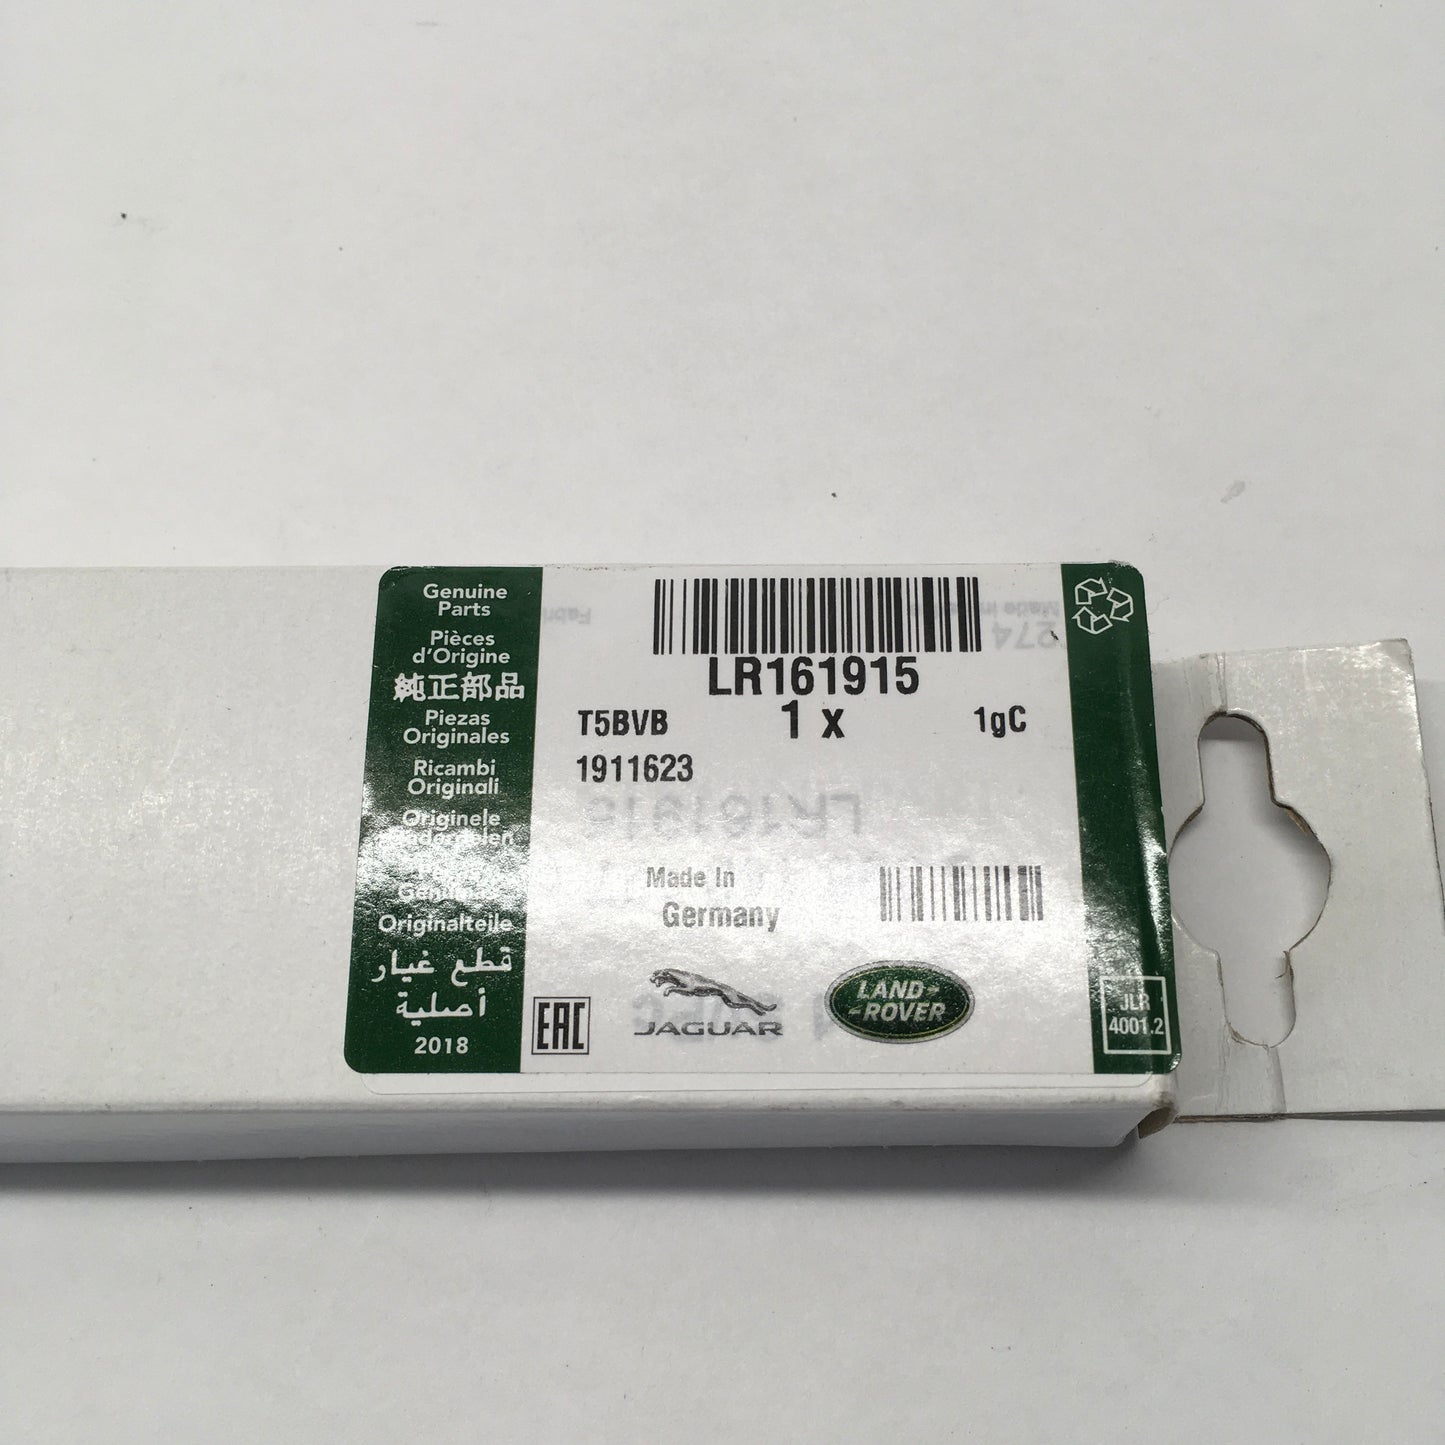 Genuine
Parts
Pièces
d'Origine
純正部品
Piezas
Originales
Ricambi
Originali
Originele
Originalteile
قطع غيار
أصلية
2018
LR161915
T5BVB 1 x 1gC
1911623
Made In
Germany
EAC
JAGUAR
LAND-
-ROVER
JLR
4001.2